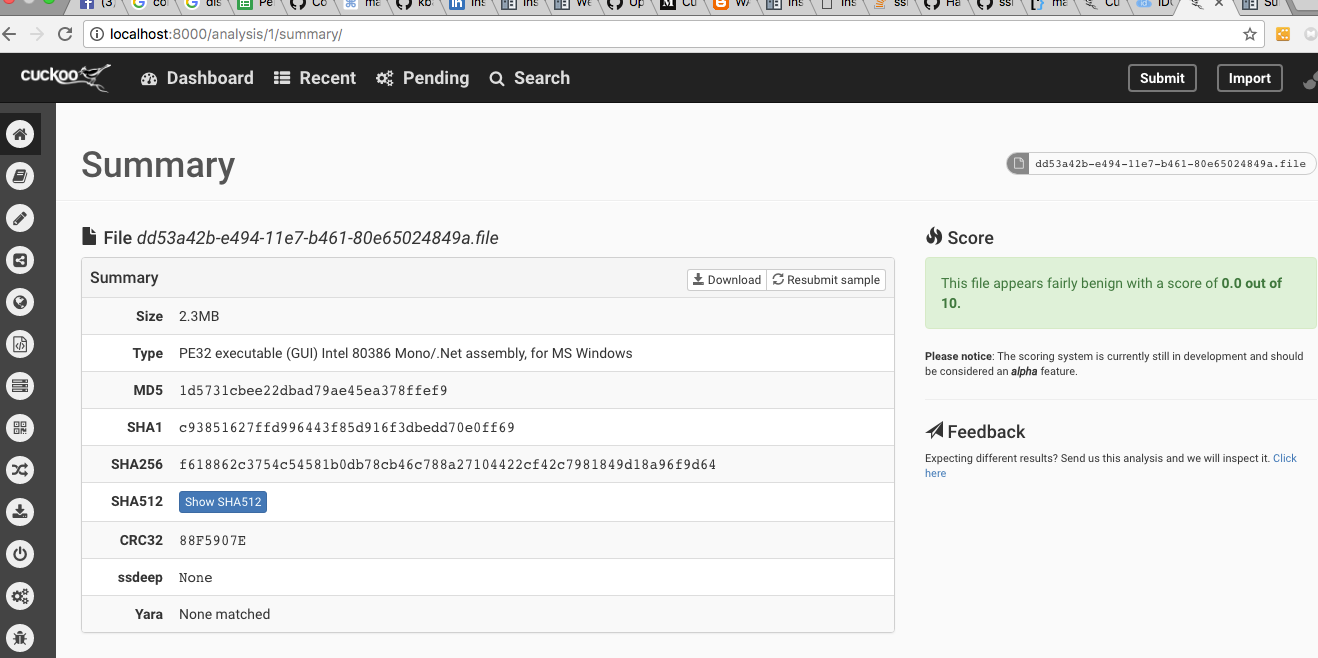 localhost:8000/analysis/1/summary/
cuckoo Dashboard Recent Pending Search Submit Import
Summary
dd53a42b-e494-11e7-b461-80e65024849a.file
File dd53a42b-e494-11e7-b461-80e65024849a.file
Summary Download Resubmit sample
Size 2.3MB
Type PE32 executable (GUI) Intel 80386 Mono/.Net assembly, for MS Windows
MD5 1d5731cbee22dbad79ae45ea378ffef9
SHA1 c93851627ffd996443f85d916f3dbedd70e0ff69
SHA256 f618862c3754c54581b0db78cb46c788a27104422cf42c7981849d18a96f9d64
SHA512 Show SHA512
CRC32 88F5907E
ssdeep None
Yara None matched
Score
This file appears fairly benign with a score of 0.0 out of
10.
Please notice: The scoring system is currently still in development and should
be considered an alpha feature.
Feedback
Expecting different results? Send us this analysis and we will inspect it. Click
here